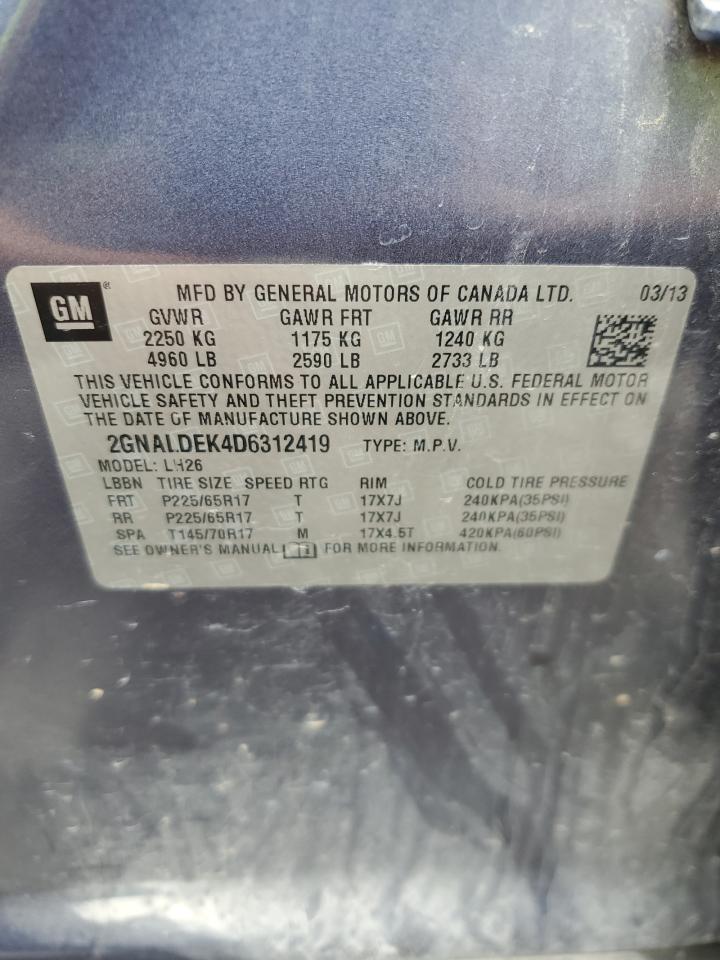 GM ® MFD BY GENERAL MOTORS OF CANADA LTD. 03/13
GVWR GAWR FRT GAWR RR
2250 KG 1175 KG 1240 KG
4960 LB 2590 LB 2733 LB
THIS VEHICLE CONFORMS TO ALL APPLICABLE U.S. FEDERAL MOTOR
VEHICLE SAFETY AND THEFT PREVENTION STANDARDS IN EFFECT ON
THE DATE OF MANUFACTURE SHOWN ABOVE.
2GNALDEK4D6312419 TYPE: M.P.V.
MODEL: LH26
LBBN TIRE SIZE SPEED RTG RIM COLD TIRE PRESSURE
FRT P225/65R17 T 17X7J 240KPA(35PSI)
RR P225/65R17 T 17X7J 240KPA(35PSI)
SPA T145/70R17 M 17X4.5T 420KPA(60PSI)
SEE OWNER'S MANUAL FOR MORE INFORMATION.